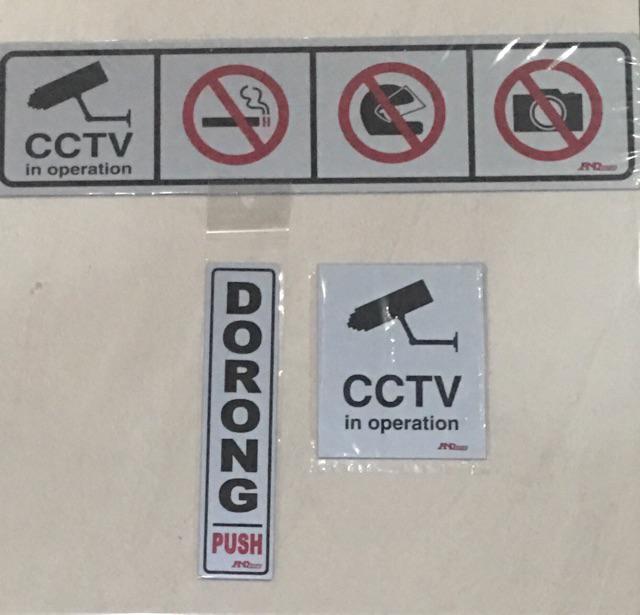 CCTV
in operation
DORONG
PUSH
CCTV
in operation